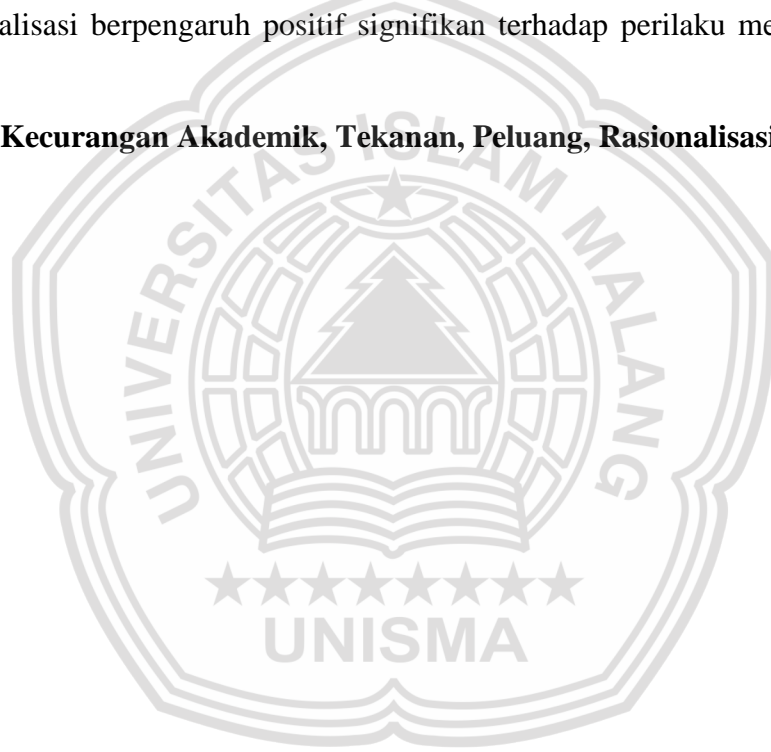 alisasi berpengaruh positif signifikan terhadap perilaku me
Kecurangan Akademik, Tekanan, Peluang, Rasionalisasi
UNIVERSITAS ISLAM MALANG
UNISMA